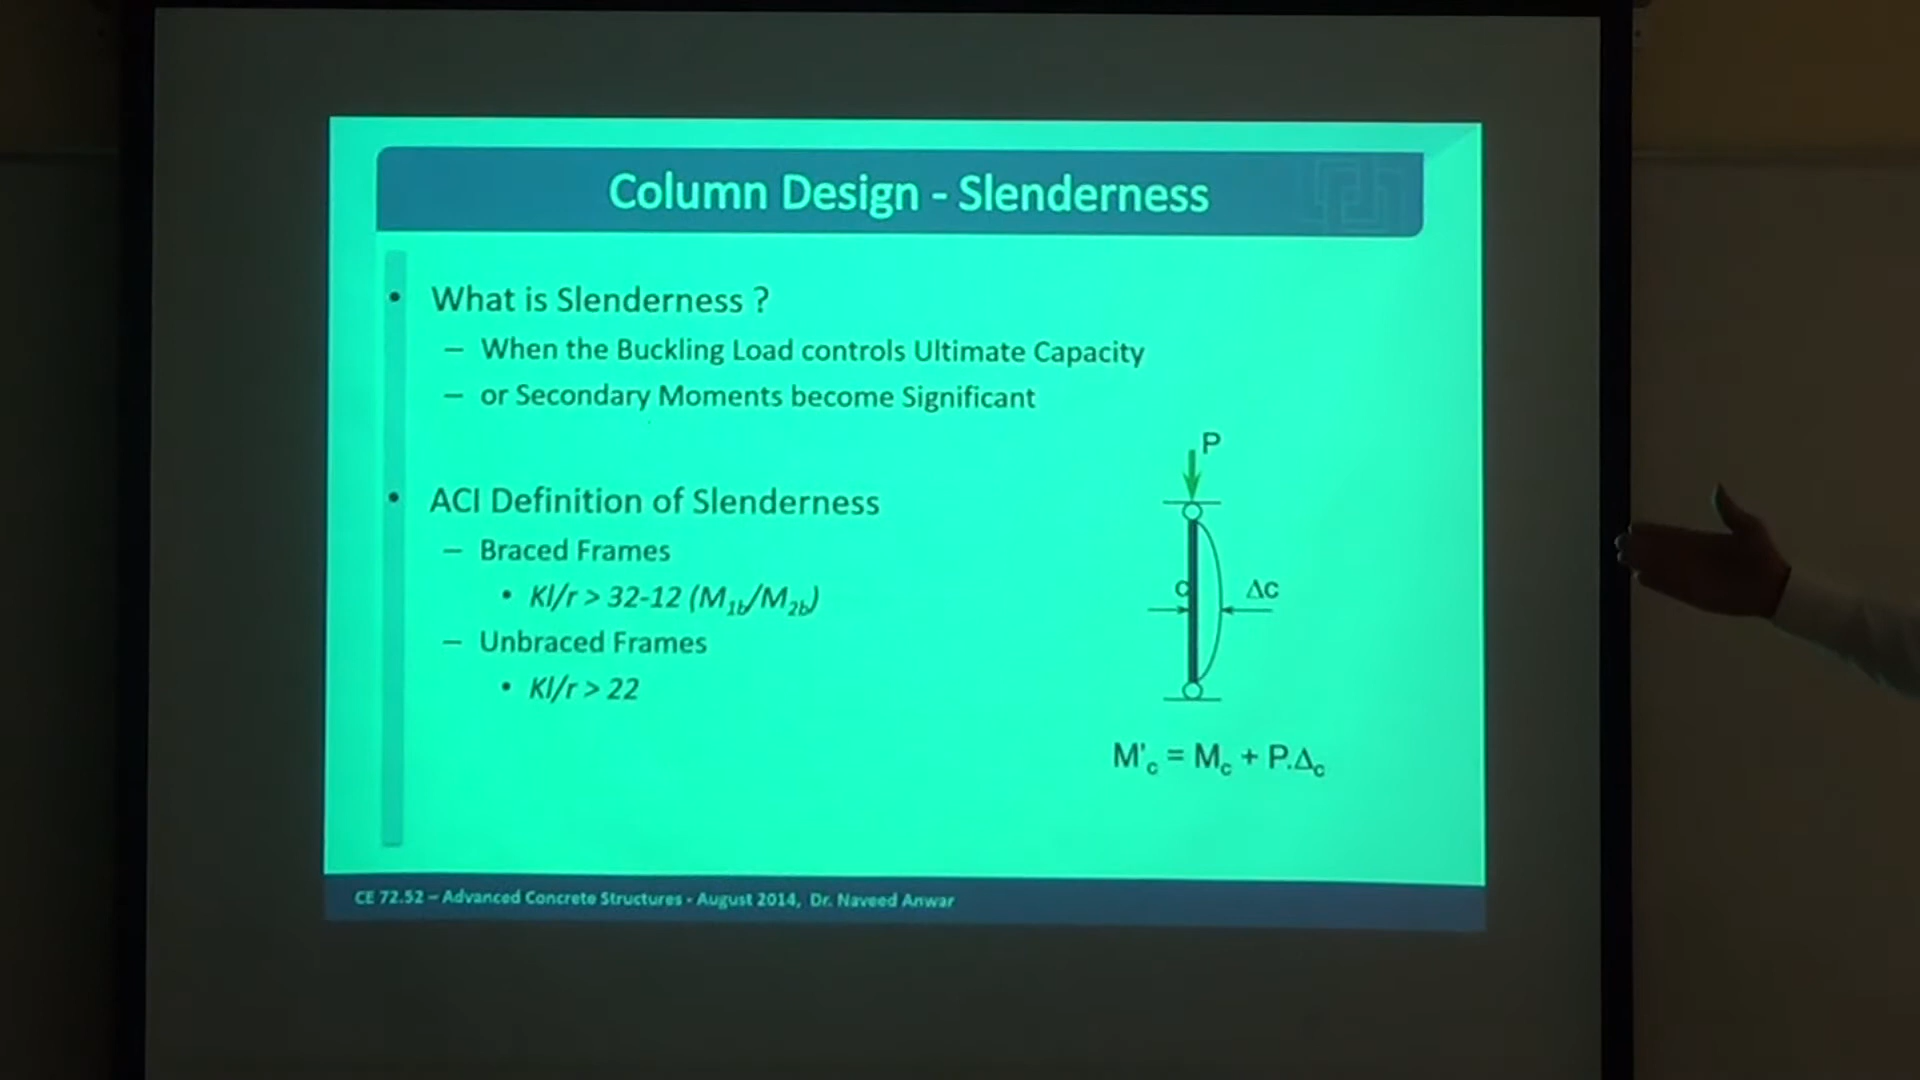 Column Design - Slenderness
• What is Slenderness ?
– When the Buckling Load controls Ultimate Capacity
– or Secondary Moments become Significant
• ACI Definition of Slenderness
– Braced Frames
• Kl/r > 32-12 (M1b/M2b)
– Unbraced Frames
• Kl/r > 22
P
C
Δc
M'c = Mc + P.Δc
CE 72.52 – Advanced Concrete Structures - August 2014, Dr. Naveed Anwar